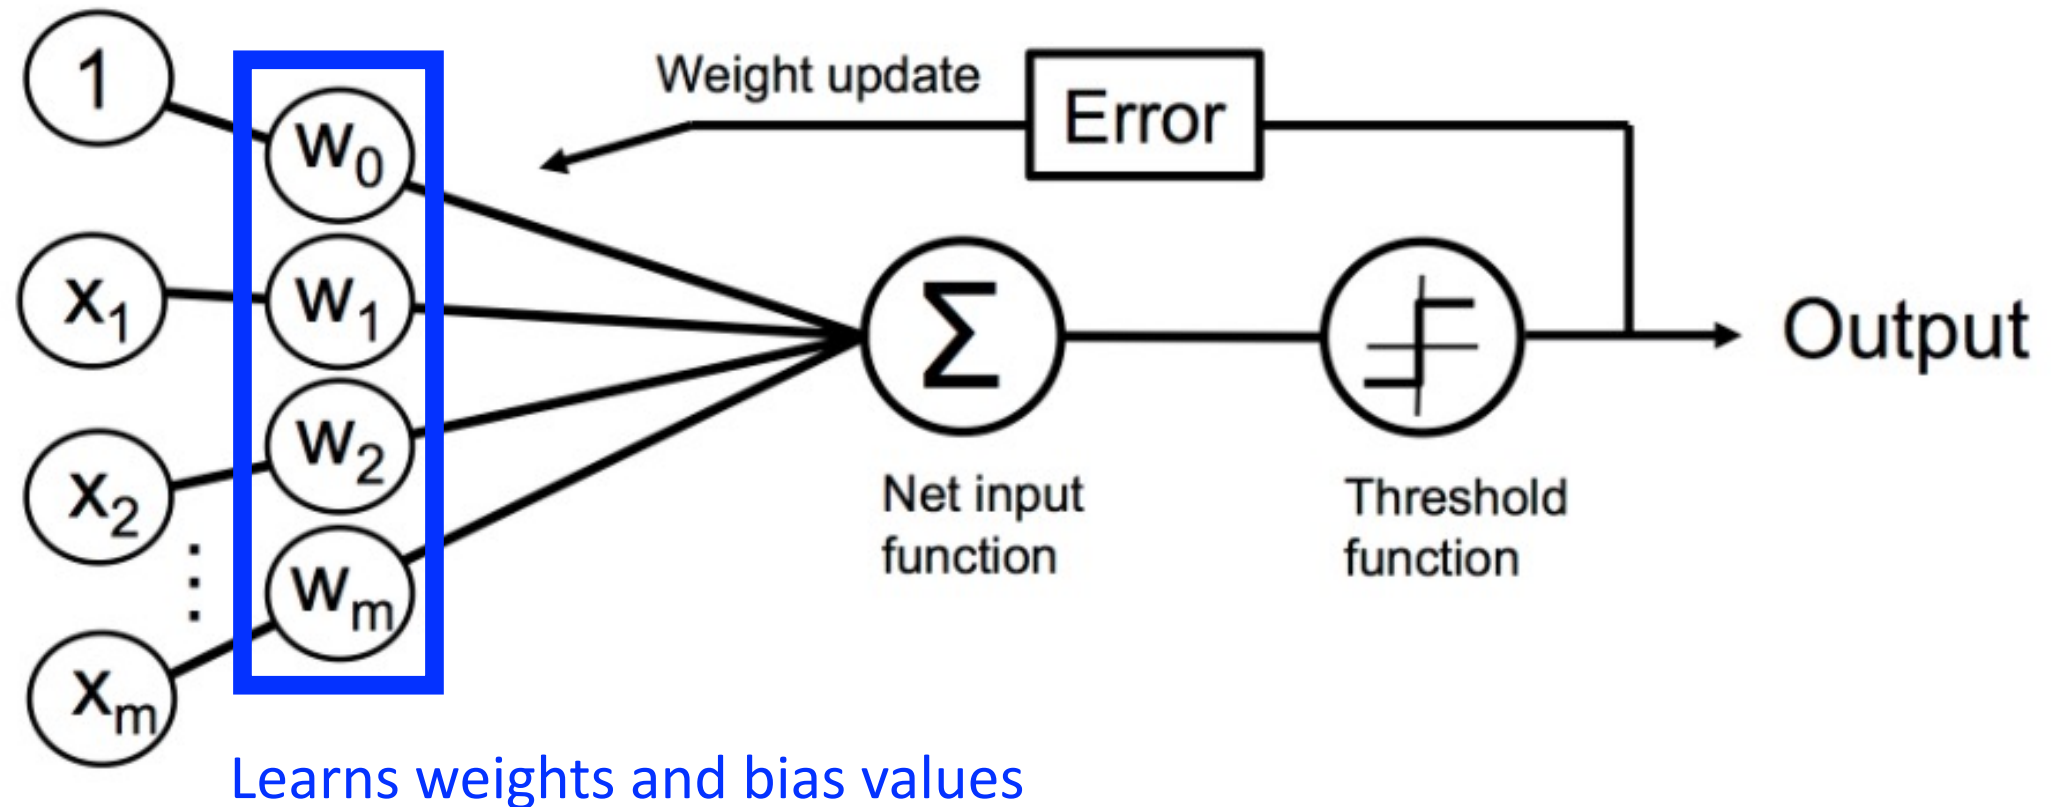 1
w₀
Weight update
Error
x₁
w₁
Σ
Output
x₂
w₂
Net input
function
Threshold
function
⋮
xₘ
wₘ
Learns weights and bias values